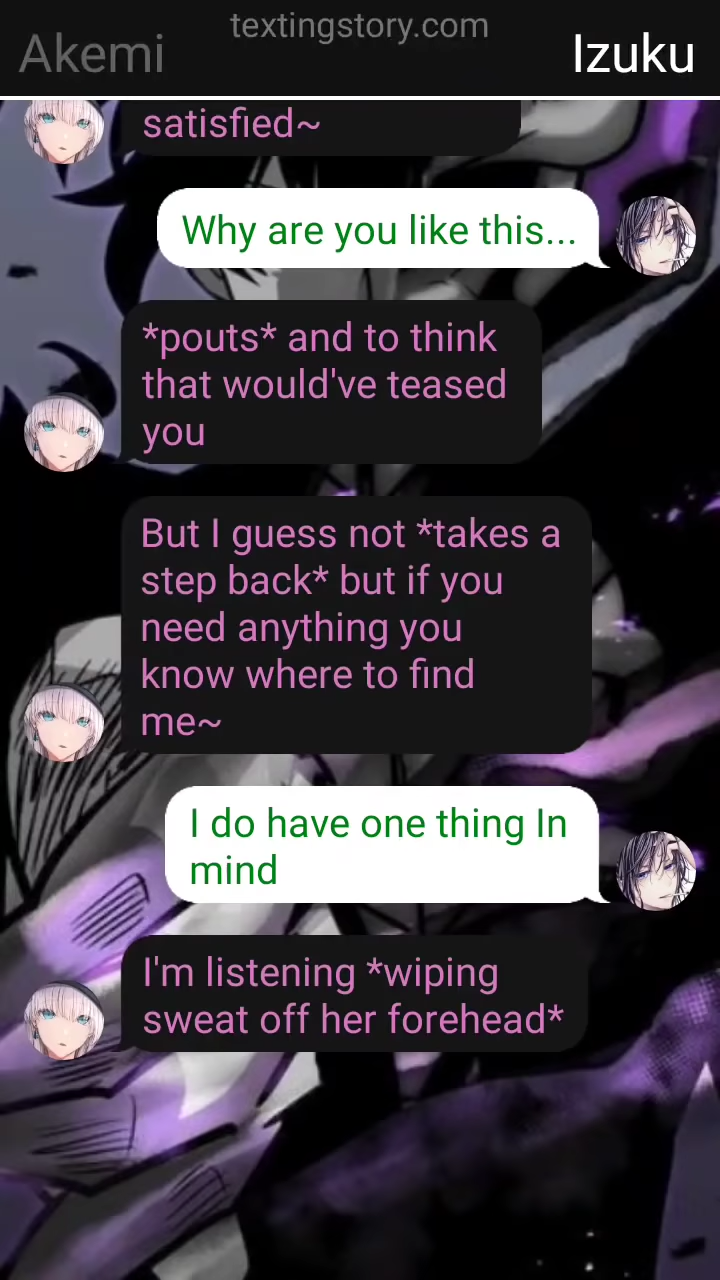 textingstory.com
Akemi
Izuku
satisfied~
Why are you like this...
*pouts* and to think
that would've teased
you
But I guess not *takes a
step back* but if you
need anything you
know where to find
me~
I do have one thing In
mind
I'm listening *wiping
sweat off her forehead*